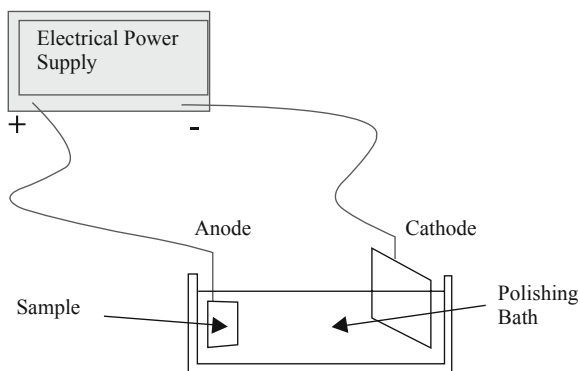 Electrical Power
Supply
+
-
Anode
Cathode
Sample
Polishing
Bath